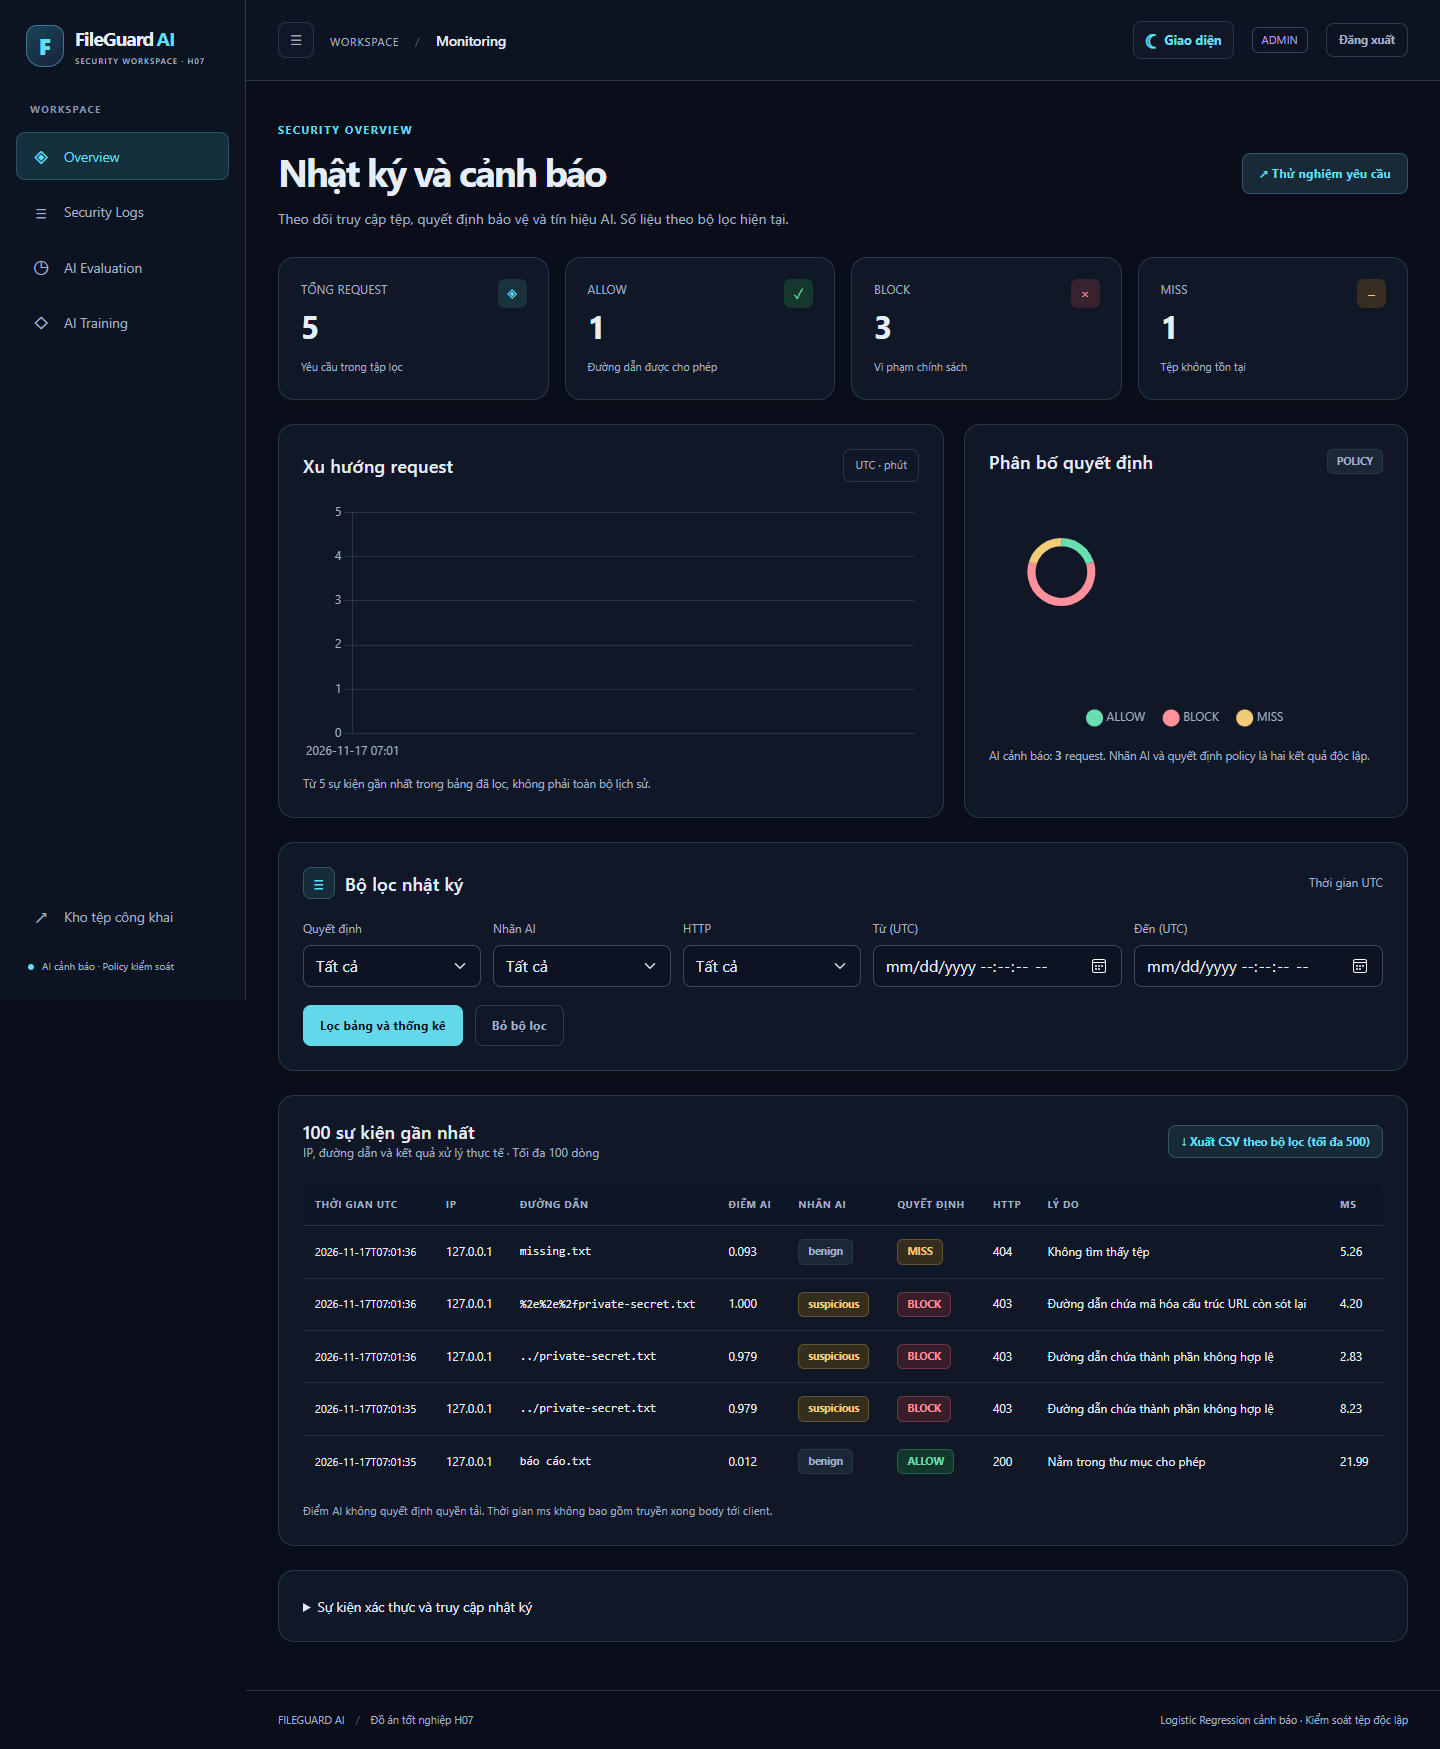 F
FileGuard AI
SECURITY WORKSPACE · H07
WORKSPACE
Overview
Security Logs
AI Evaluation
AI Training
Kho tệp công khai
AI cảnh báo · Policy kiểm soát
WORKSPACE / Monitoring
Giao diện
ADMIN
Đăng xuất
SECURITY OVERVIEW
Nhật ký và cảnh báo
Theo dõi truy cập tệp, quyết định bảo vệ và tín hiệu AI. Số liệu theo bộ lọc hiện tại.
↗ Thử nghiệm yêu cầu
TỔNG REQUEST
5
Yêu cầu trong tập lọc
ALLOW
1
Đường dẫn được cho phép
BLOCK
3
Vi phạm chính sách
MISS
1
Tệp không tồn tại
Xu hướng request
UTC · phút
5
4
3
2
1
0
2026-11-17 07:01
Từ 5 sự kiện gần nhất trong bảng đã lọc, không phải toàn bộ lịch sử.
Phân bố quyết định
POLICY
ALLOW BLOCK MISS
AI cảnh báo: 3 request. Nhãn AI và quyết định policy là hai kết quả độc lập.
Bộ lọc nhật ký
Thời gian UTC
Quyết định Nhãn AI HTTP Từ (UTC) Đến (UTC)
Tất cả Tất cả Tất cả mm/dd/yyyy --:--:-- -- mm/dd/yyyy --:--:-- --
Lọc bảng và thống kê Bỏ bộ lọc
100 sự kiện gần nhất
IP, đường dẫn và kết quả xử lý thực tế · Tối đa 100 dòng
↓ Xuất CSV theo bộ lọc (tối đa 500)
THỜI GIAN UTC IP ĐƯỜNG DẪN ĐIỂM AI NHÃN AI QUYẾT ĐỊNH HTTP LÝ DO MS
2026-11-17T07:01:36 127.0.0.1 missing.txt 0.093 benign MISS 404 Không tìm thấy tệp 5.26
2026-11-17T07:01:36 127.0.0.1 %2e%2e%2fprivate-secret.txt 1.000 suspicious BLOCK 403 Đường dẫn chứa mã hóa cấu trúc URL còn sót lại 4.20
2026-11-17T07:01:36 127.0.0.1 ../private-secret.txt 0.979 suspicious BLOCK 403 Đường dẫn chứa thành phần không hợp lệ 2.83
2026-11-17T07:01:35 127.0.0.1 ../private-secret.txt 0.979 suspicious BLOCK 403 Đường dẫn chứa thành phần không hợp lệ 8.23
2026-11-17T07:01:35 127.0.0.1 báo cáo.txt 0.012 benign ALLOW 200 Nằm trong thư mục cho phép 21.99
Điểm AI không quyết định quyền tải. Thời gian ms không bao gồm truyền xong body tới client.
▶ Sự kiện xác thực và truy cập nhật ký
FILEGUARD AI / Đồ án tốt nghiệp H07
Logistic Regression cảnh báo · Kiểm soát tệp độc lập